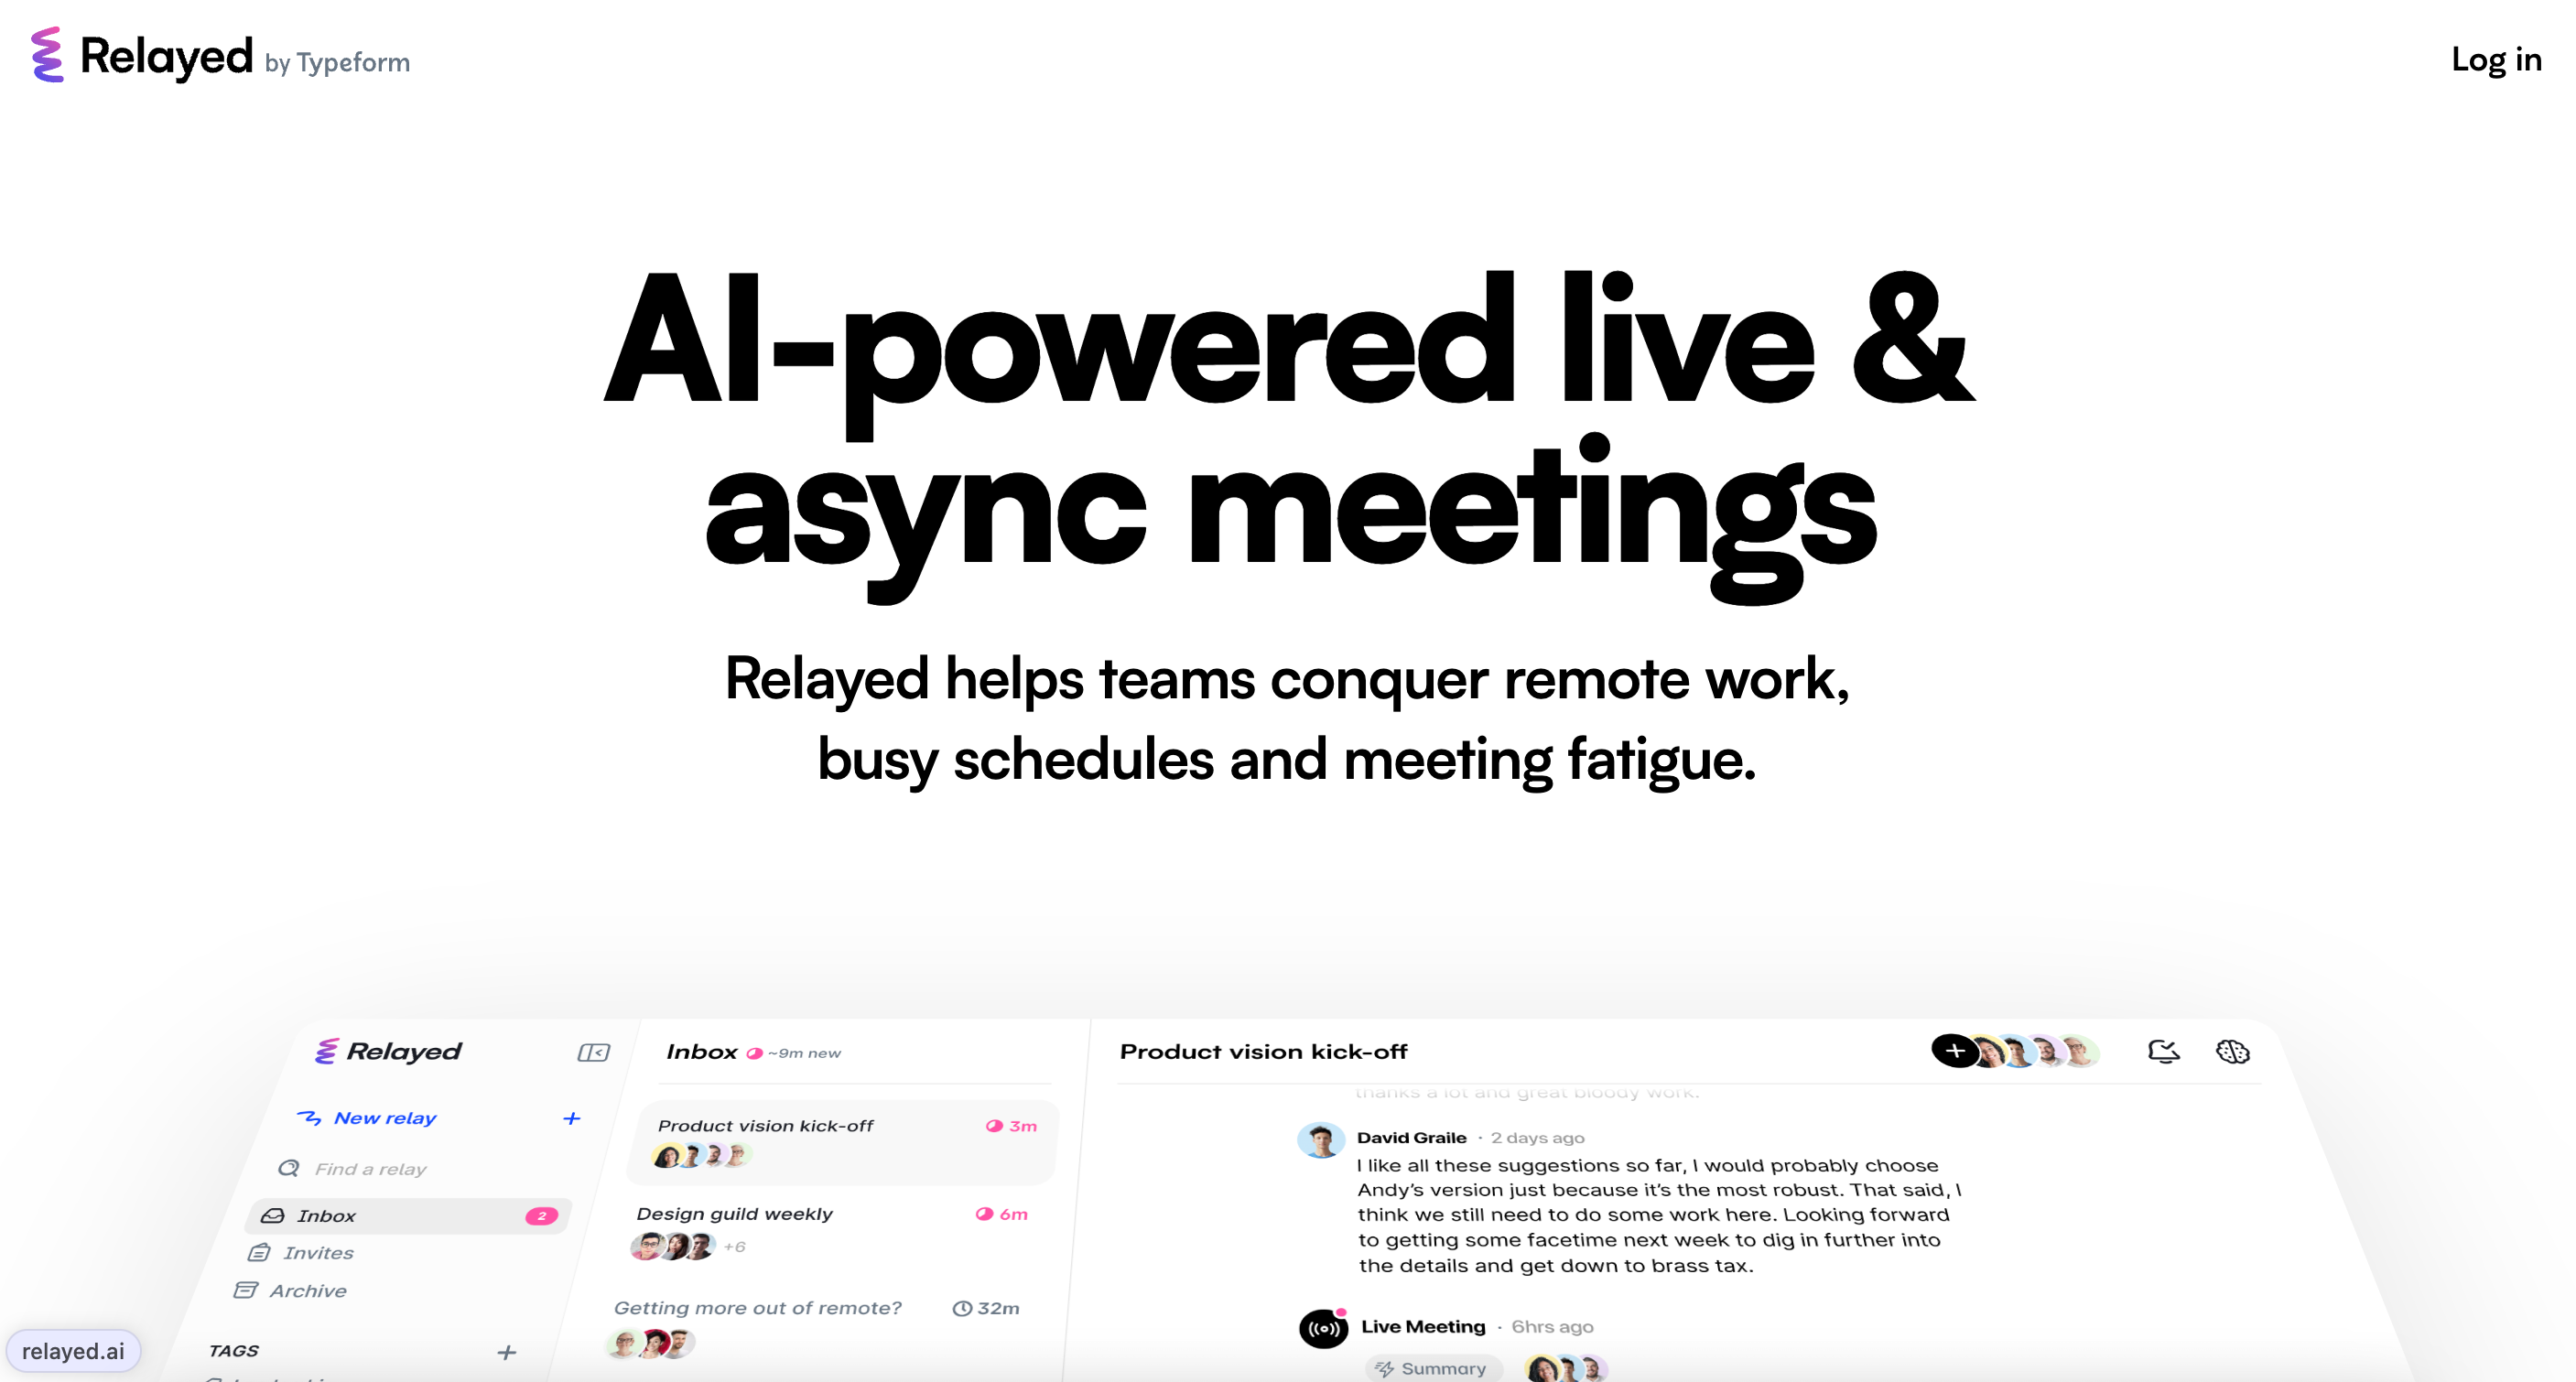 Relayed by Typeform
Log in
AI-powered live &
async meetings
Relayed helps teams conquer remote work,
busy schedules and meeting fatigue.
Relayed
New relay
Find a relay
Inbox 2
Invites
Archive
TAGS
Inbox ~9m new
Product vision kick-off 3m
Design guild weekly 6m
+6
Getting more out of remote? 32m
Product vision kick-off
thanks a lot and great bloody work.
David Graile · 2 days ago
I like all these suggestions so far, I would probably choose
Andy's version just because it's the most robust. That said, I
think we still need to do some work here. Looking forward
to getting some facetime next week to dig in further into
the details and get down to brass tax.
Live Meeting · 6hrs ago
Summary
relayed.ai